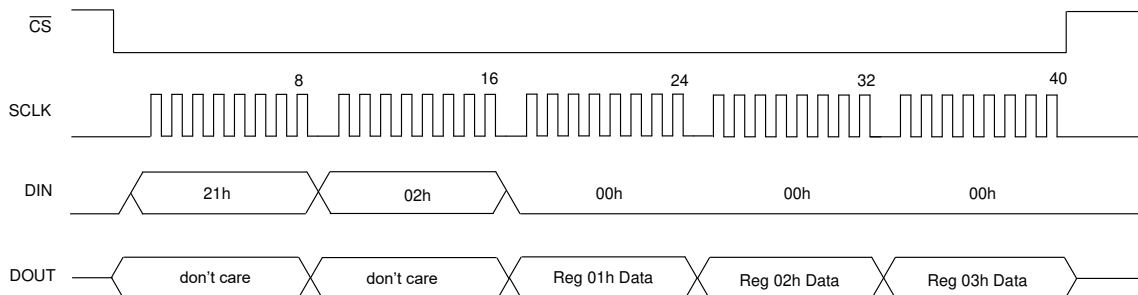 CS
8 16 24 32 40
SCLK
DIN 21h 02h 00h 00h 00h
DOUT don't care don't care Reg 01h Data Reg 02h Data Reg 03h Data